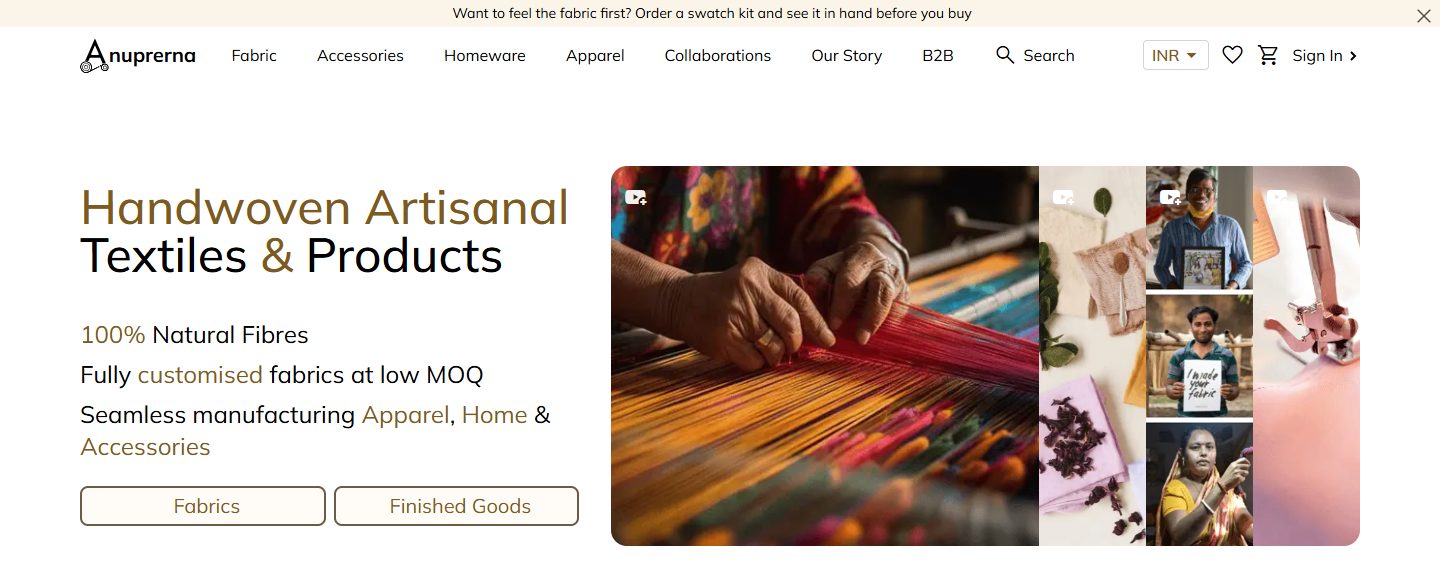 Want to feel the fabric first? Order a swatch kit and see it in hand before you buy
Anuprerna Fabric Accessories Homeware Apparel Collaborations Our Story B2B Search INR Sign In
Handwoven Artisanal
Textiles & Products
100% Natural Fibres
Fully customised fabrics at low MOQ
Seamless manufacturing Apparel, Home &
Accessories
Fabrics Finished Goods
I made
your
fabric